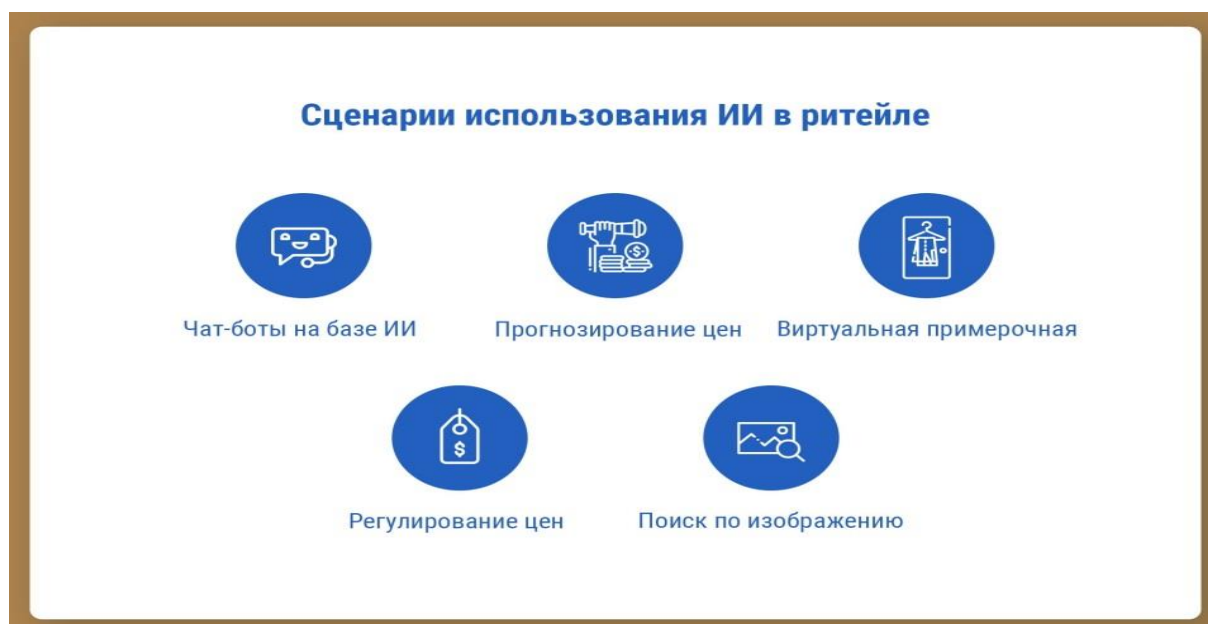 Сценарии использования ИИ в ритейле
Чат-боты на базе ИИ
Прогнозирование цен
Виртуальная примерочная
Регулирование цен
Поиск по изображению